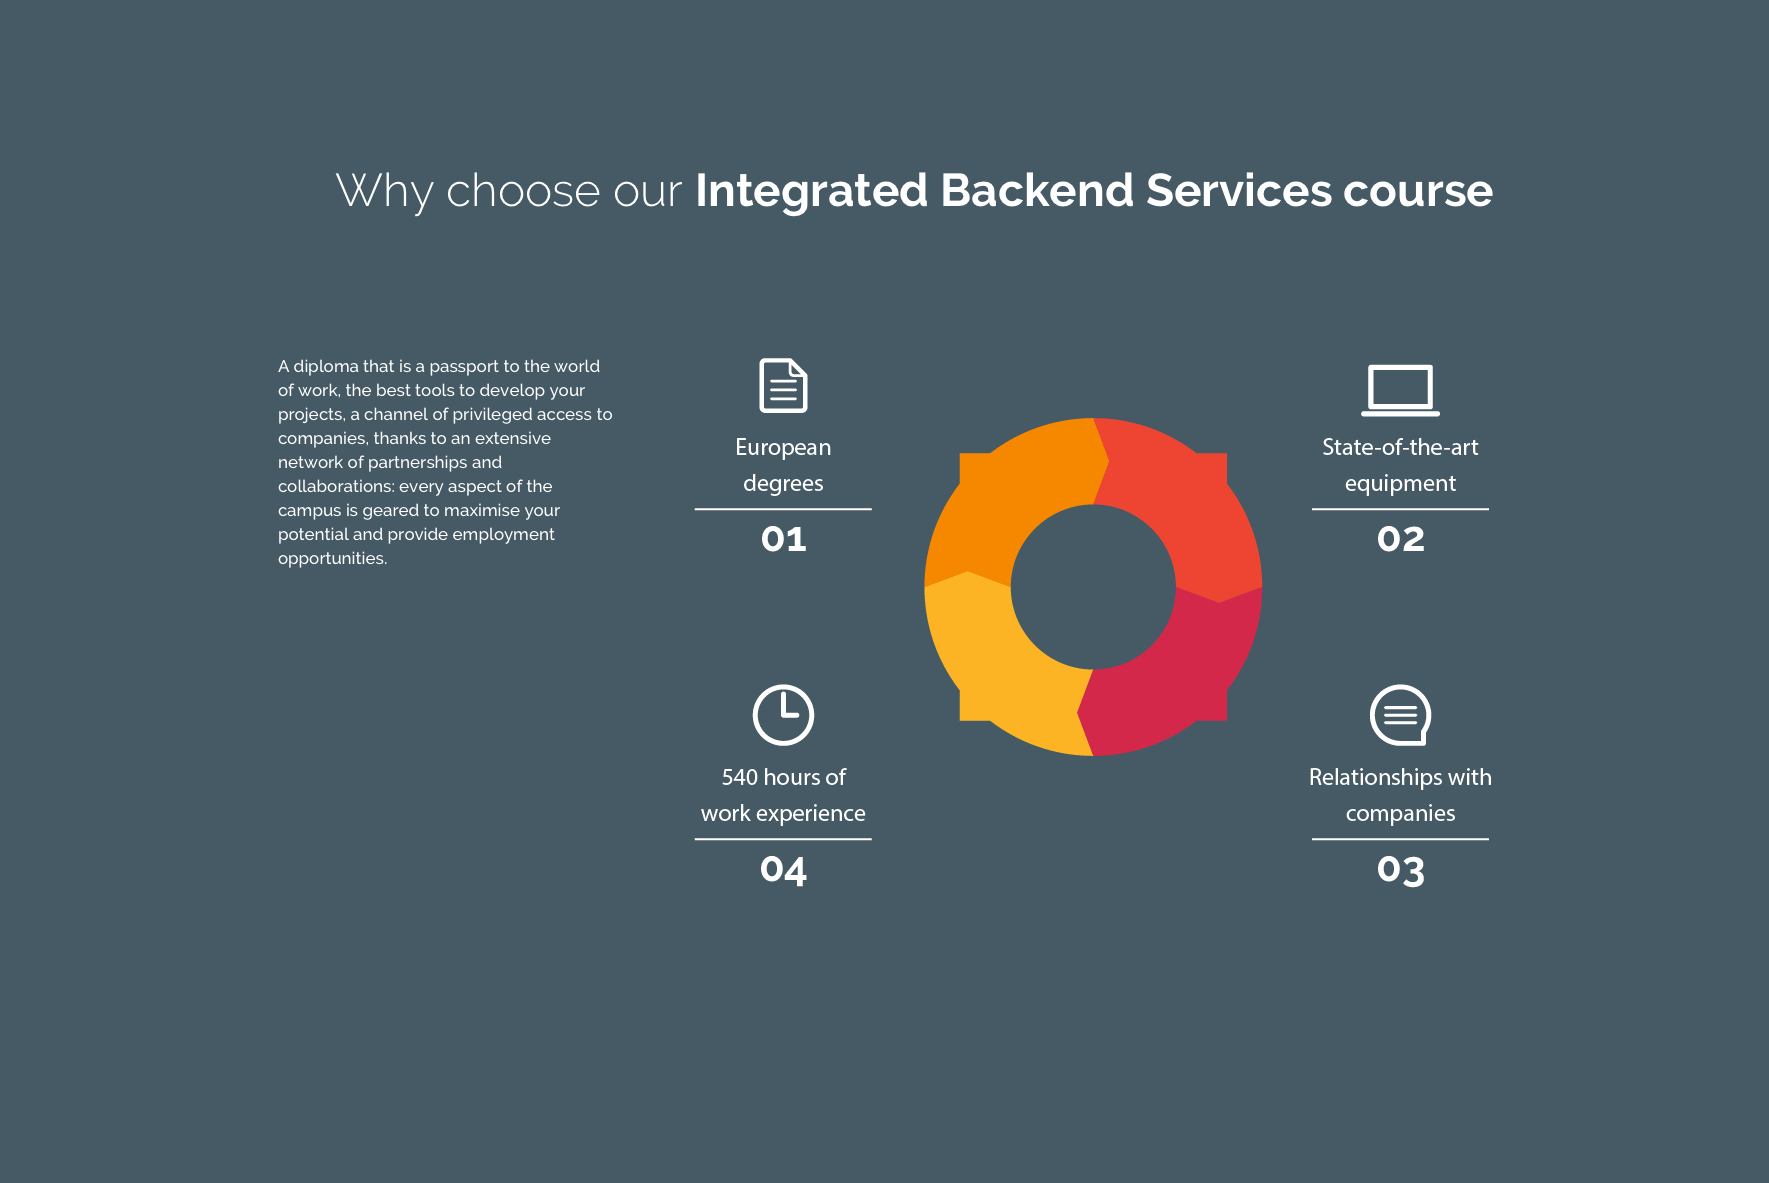 Why choose our Integrated Backend Services course
A diploma that is a passport to the world
of work, the best tools to develop your
projects, a channel of privileged access to
companies, thanks to an extensive
network of partnerships and
collaborations: every aspect of the
campus is geared to maximise your
potential and provide employment
opportunities.
European
degrees
01
State-of-the-art
equipment
02
540 hours of
work experience
04
Relationships with
companies
03